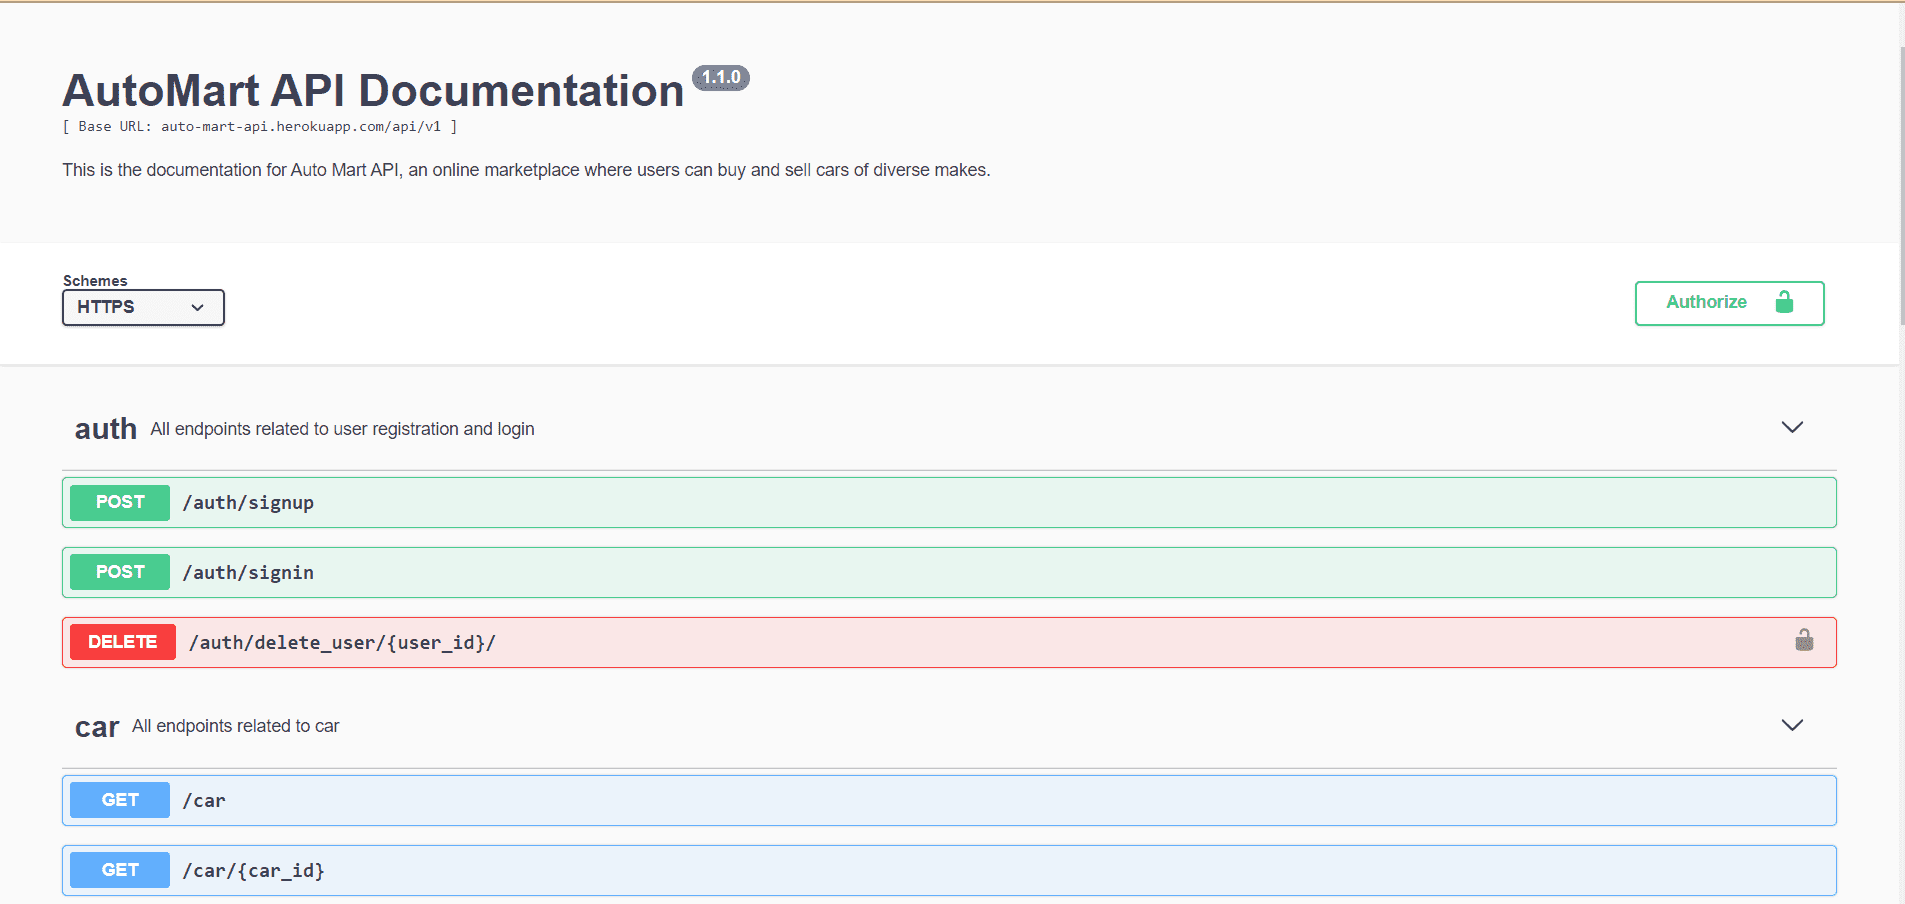 AutoMart API Documentation 1.1.0
[ Base URL: auto-mart-api.herokuapp.com/api/v1 ]
This is the documentation for Auto Mart API, an online marketplace where users can buy and sell cars of diverse makes.
Schemes
HTTPS
Authorize
auth All endpoints related to user registration and login
POST /auth/signup
POST /auth/signin
DELETE /auth/delete_user/{user_id}/
car All endpoints related to car
GET /car
GET /car/{car_id}